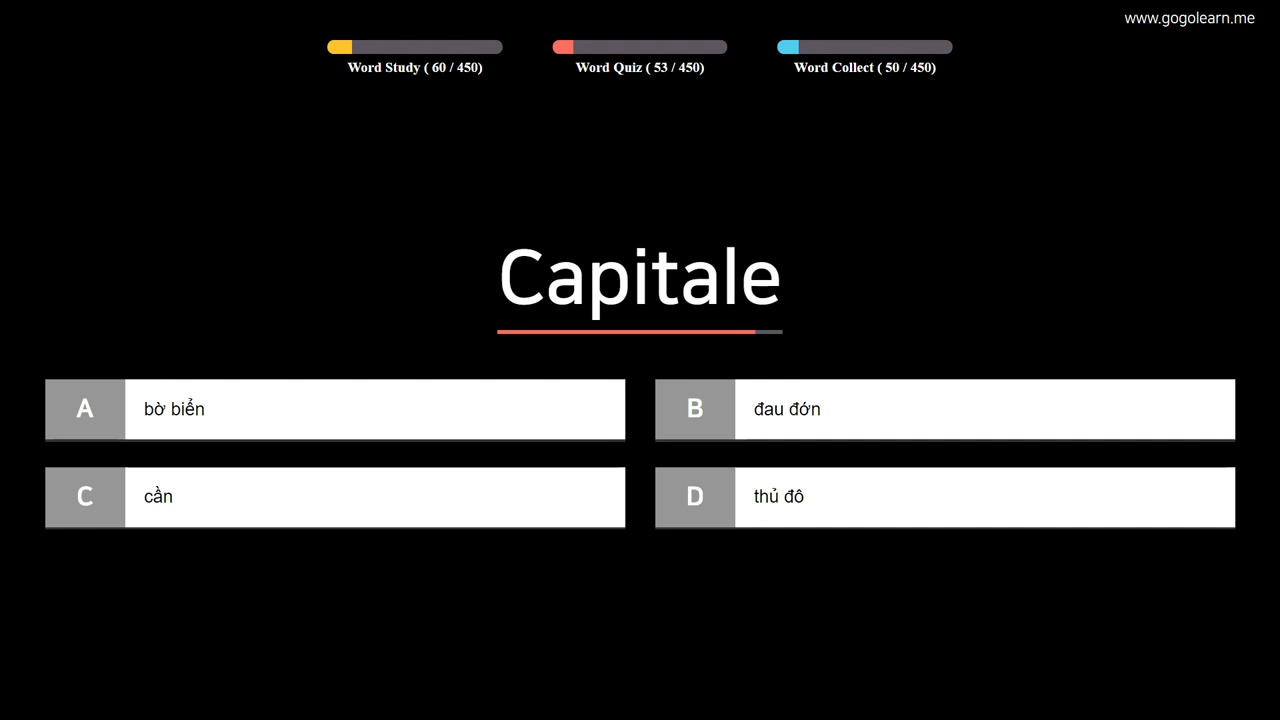 www.gogolearn.me
Word Study ( 60 / 450)
Word Quiz ( 53 / 450)
Word Collect ( 50 / 450)
Capitale
A bờ biển
B đau đớn
C cần
D thủ đô